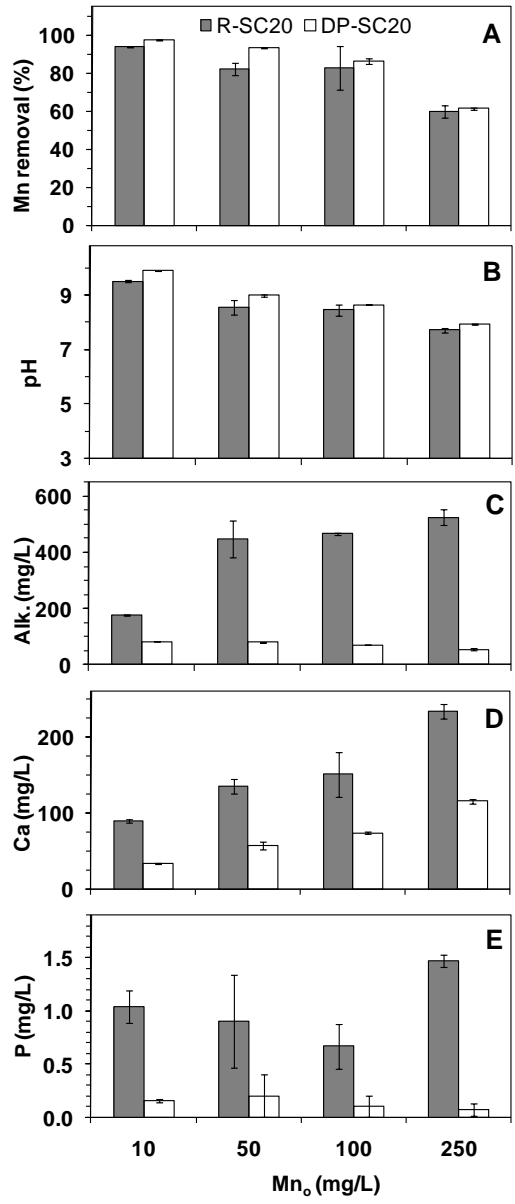 R-SC20 DP-SC20
A
100
80
60
40
20
0
Mn removal (%)
B
9
7
5
3
pH
C
600
400
200
0
Alk. (mg/L)
D
200
100
0
Ca (mg/L)
E
1.5
1.0
0.5
0.0
P (mg/L)
10 50 100 250
Mno (mg/L)